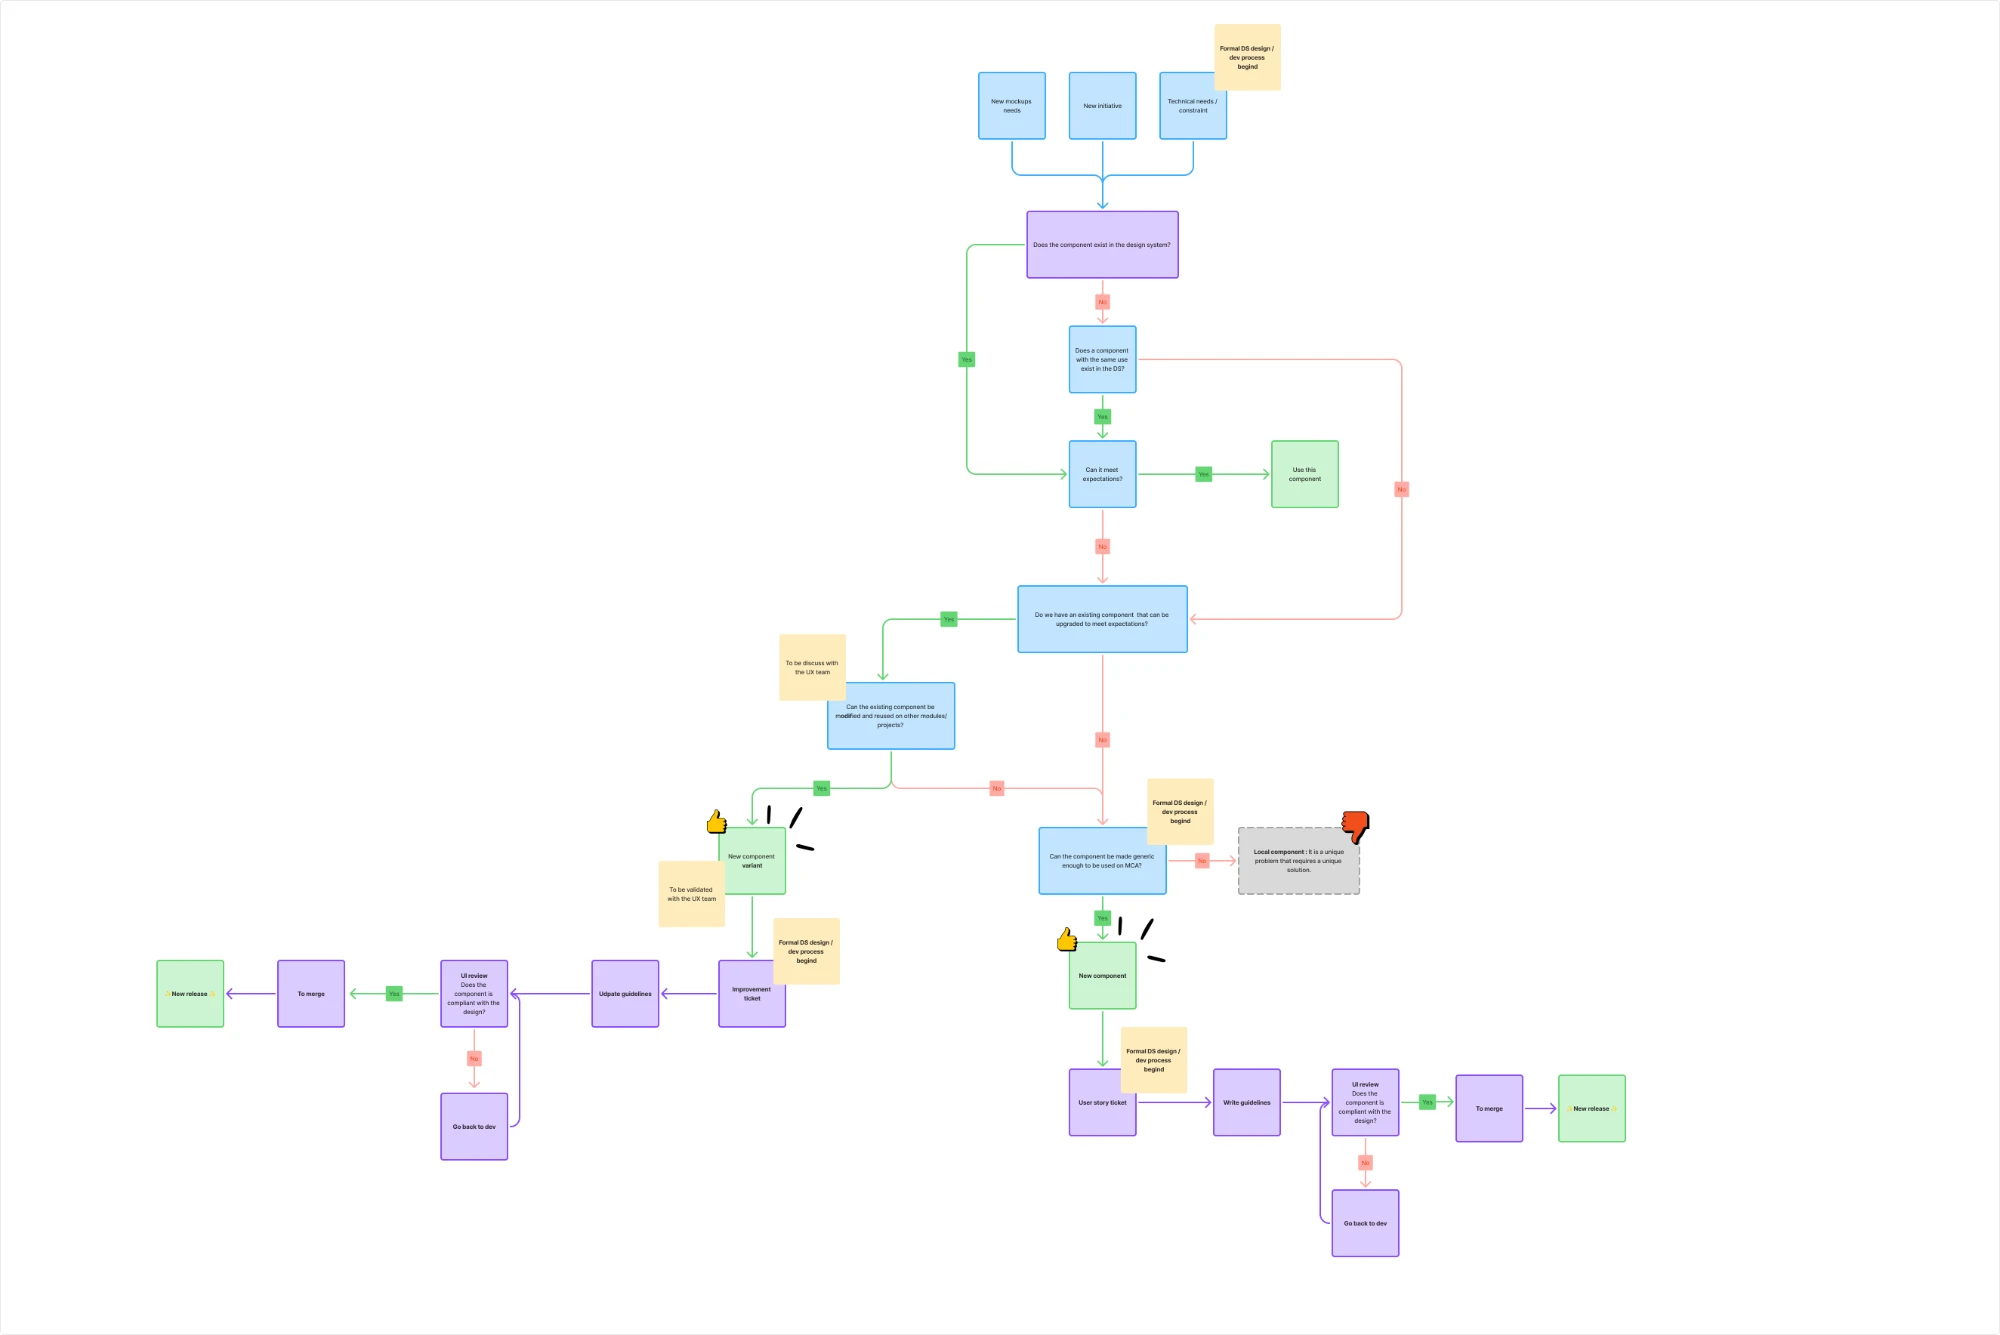 Formal DS design /
dev process
begind
New mockups
needs
New initiative
Technical needs /
constraint
Does the component exist in the design system?
No
Yes
Does a component
with the same use
exist in the DS?
Yes
No
Can it meet
expectations?
Yes
Use this
component
No
Do we have an existing component that can be
upgraded to meet expectations?
Yes
No
To be discuss with
the UX team
Can the existing component be
modified and reused on other modules/
projects?
Yes
No
New component
variant
To be validated
with the UX team
Formal DS design /
dev process
begind
Can the component be made generic
enough to be used on MCA?
No
Local component : It is a unique
problem that requires a unique
solution.
Yes
New component
Formal DS design /
dev process
begind
Improvement
ticket
Udpate guidelines
UI review
Does the
component is
compliant with the
design?
Yes
To merge
✨New release✨
No
Go back to dev
Formal DS design /
dev process
begind
User story ticket
Write guidelines
UI review
Does the
component is
compliant with the
design?
Yes
To merge
✨New release✨
No
Go back to dev